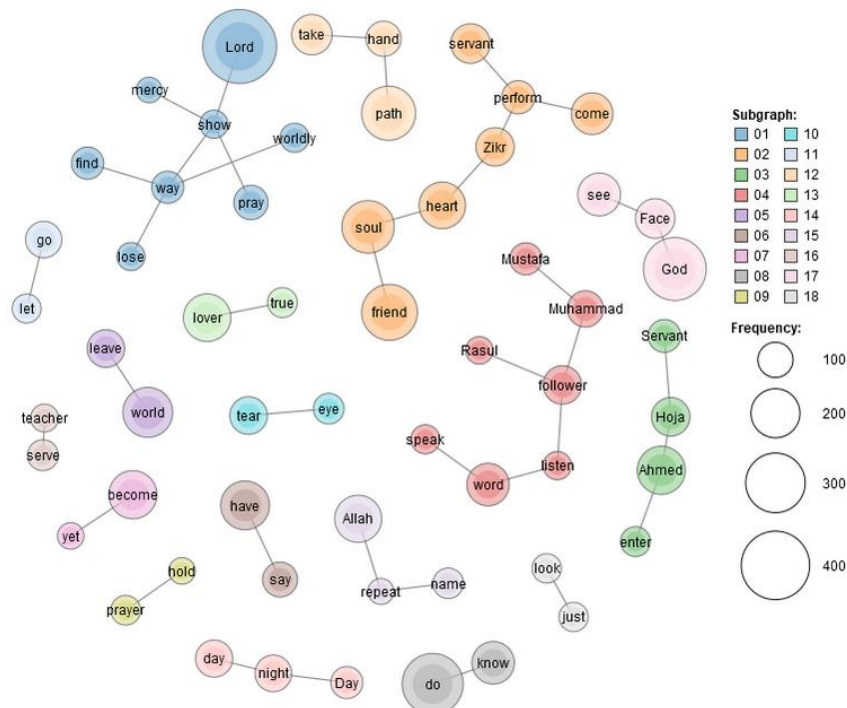 Lord
take
hand
servant
mercy
perform
come
path
show
worldly
Zikr
find
way
pray
heart
see
Face
soul
God
go
lose
Mustafa
let
lover
true
friend
Muhammad
Servant
leave
Rasul
follower
world
tear
eye
teacher
Hoja
serve
speak
listen
Ahmed
word
become
have
Allah
yet
enter
hold
say
repeat
name
look
prayer
just
day
night
Day
do
know
Subgraph:
01 10
02 11
03 12
04 13
05 14
06 15
07 16
08 17
09 18
Frequency:
100
200
300
400